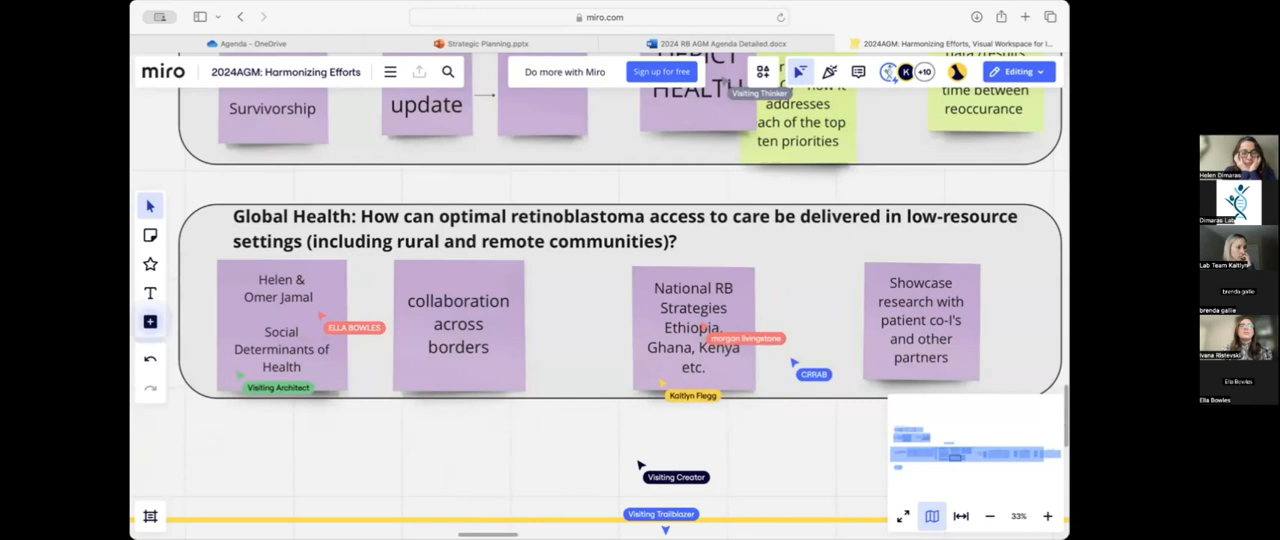 miro.com
Agenda - OneDrive
Strategic Planning.pptx
2024 RB AGM Agenda Detailed.docx
2024AGM: Harmonizing Efforts, Visual Workspace for I...
miro
2024AGM: Harmonizing Efforts
Do more with Miro
Sign up for free
+10
Editing
K
Survivorship
update
DEPICT
HEALTH
Visiting Thinker
addresses
ach of the top
ten priorities
time between
reoccurance
Global Health: How can optimal retinoblastoma access to care be delivered in low-resource
settings (including rural and remote communities)?
Helen &
Omer Jamal
Social
Determinants of
Health
ELLA BOWLES
Visiting Architect
collaboration
across
borders
National RB
Strategies
Ethiopia,
Ghana, Kenya
etc.
morgan livingstone
Kaitlyn Flegg
CRRAB
Showcase
research with
patient co-I's
and other
partners
Visiting Creator
Visiting Trailblazer
33%
Helen Dimaras
Dimaras Lab
Lab Team Kaitlyn
brenda gallie
brenda gallie
Ivana Ristevski
Ella Bowles
Ella Bowles